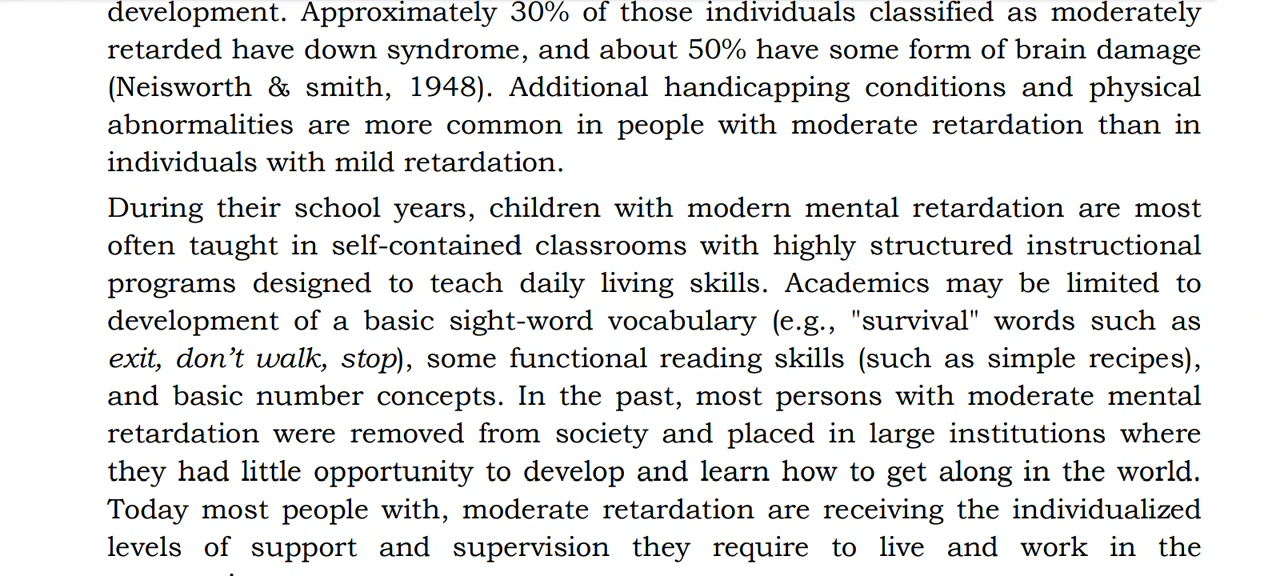 development. Approximately 30% of those individuals classified as moderately
retarded have down syndrome, and about 50% have some form of brain damage
(Neisworth & smith, 1948). Additional handicapping conditions and physical
abnormalities are more common in people with moderate retardation than in
individuals with mild retardation.
During their school years, children with modern mental retardation are most
often taught in self-contained classrooms with highly structured instructional
programs designed to teach daily living skills. Academics may be limited to
development of a basic sight-word vocabulary (e.g., "survival" words such as
exit, don’t walk, stop), some functional reading skills (such as simple recipes),
and basic number concepts. In the past, most persons with moderate mental
retardation were removed from society and placed in large institutions where
they had little opportunity to develop and learn how to get along in the world.
Today most people with, moderate retardation are receiving the individualized
levels of support and supervision they require to live and work in the